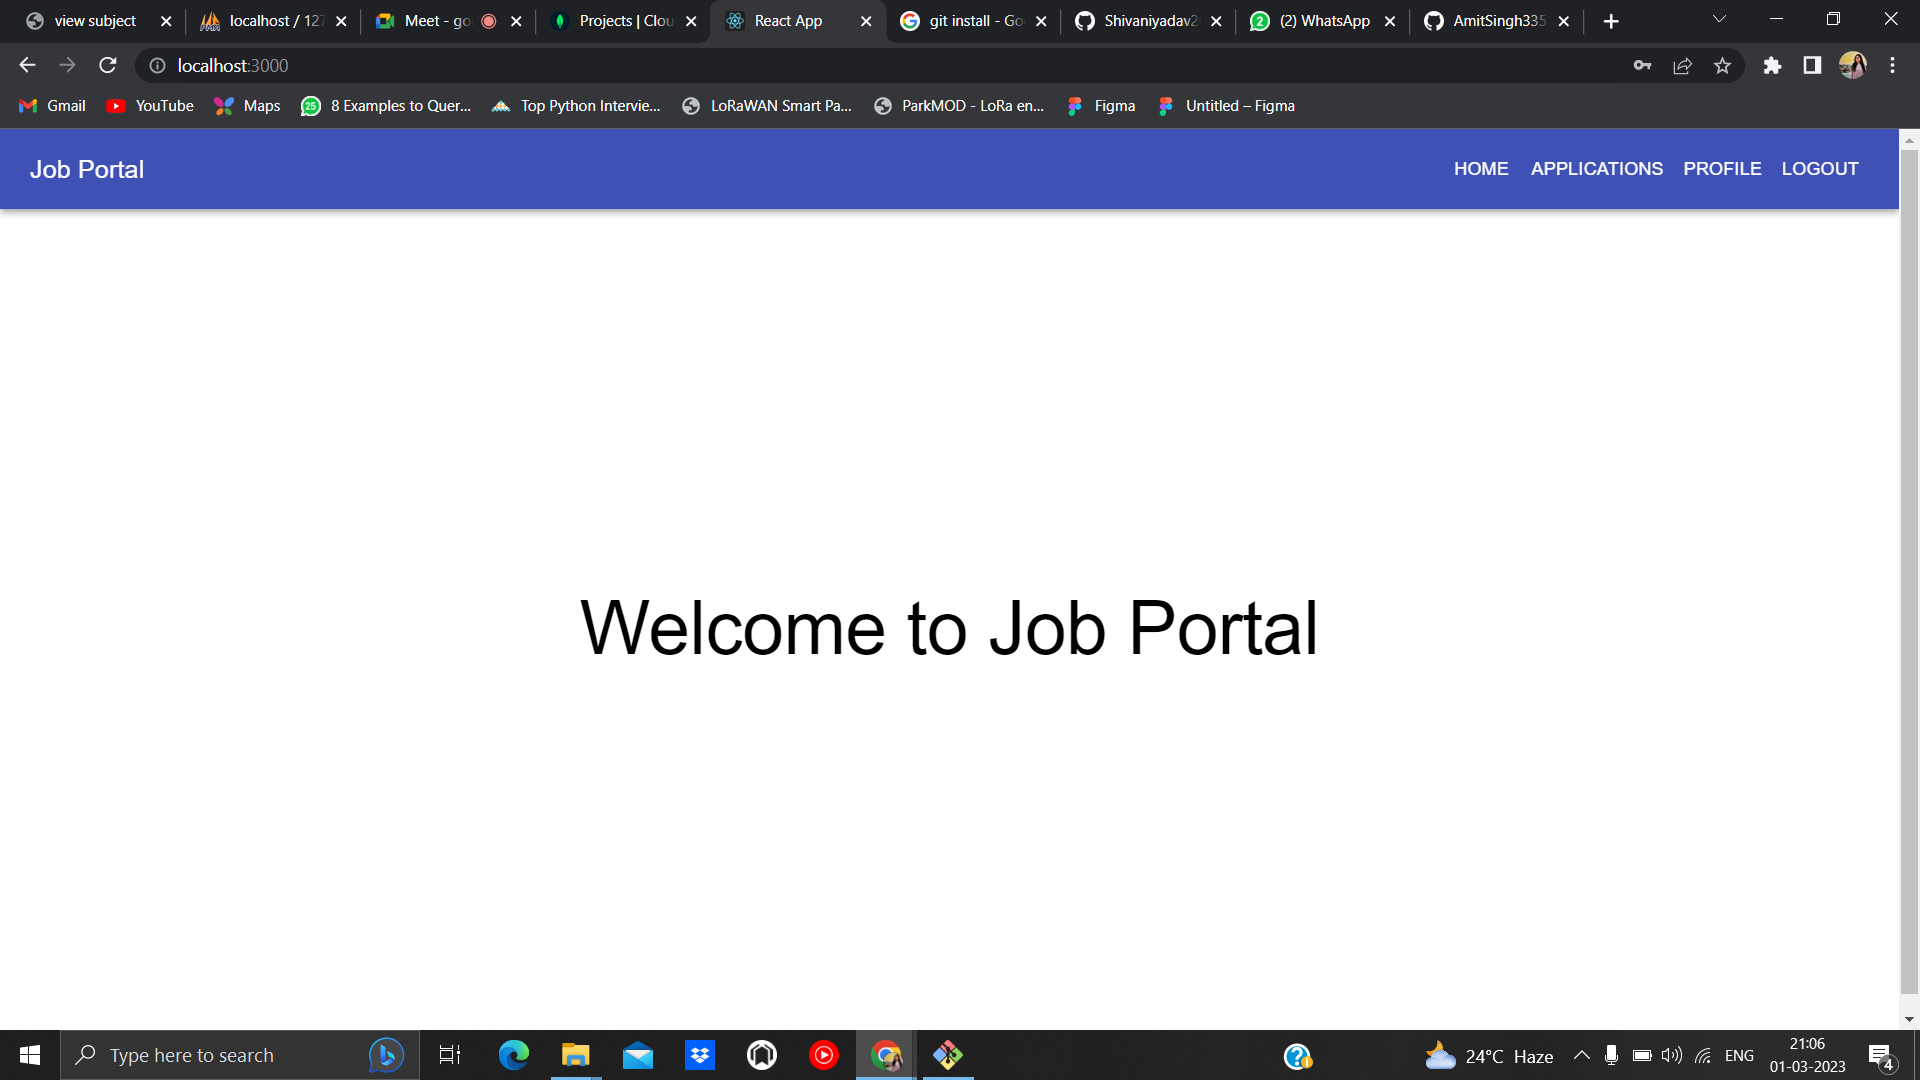 view subject
localhost / 127
Meet - go
Projects | Clou
React App
git install - Go
Shivaniyadav2
(2) WhatsApp
AmitSingh335
localhost:3000
Gmail
YouTube
Maps
25
8 Examples to Quer...
Top Python Intervie...
LoRaWAN Smart Pa...
ParkMOD - LoRa en...
Figma
Untitled – Figma
Job Portal
HOME
APPLICATIONS
PROFILE
LOGOUT
Welcome to Job Portal
Type here to search
24°C Haze
ENG
21:06
01-03-2023
4